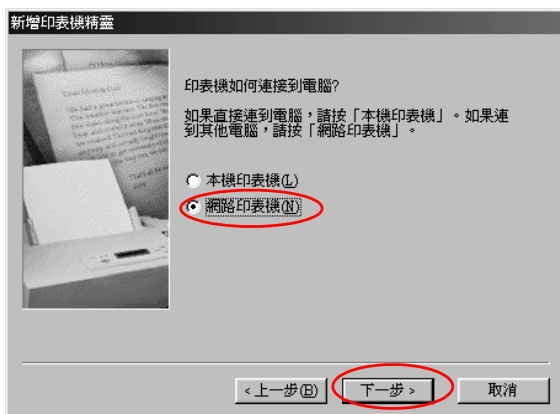 新增印表機精靈
印表機如何連接到電腦?
如果直接連到電腦，請按「本機印表機」。如果連
到其他電腦，請按「網路印表機」。
本機印表機(L)
網路印表機(N)
<上一步(B)
下一步 >
取消